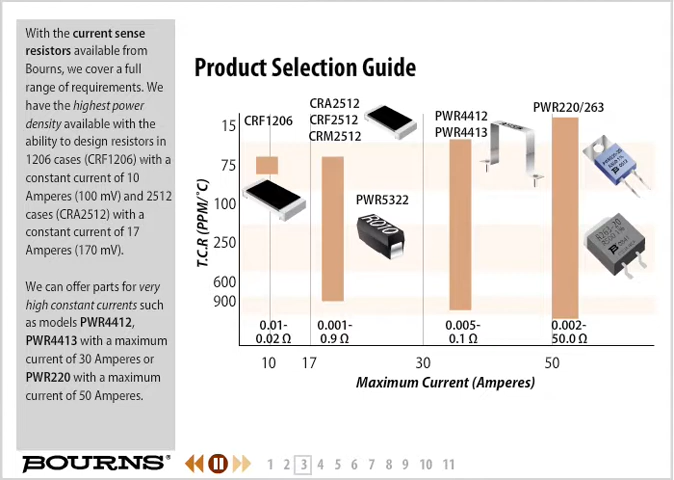 With the current sense
resistors available from
Bourns, we cover a full
range of requirements. We
have the highest power
density available with the
ability to design resistors in
1206 cases (CRF1206) with a
constant current of 10
Amperes (100 mV) and 2512
cases (CRA2512) with a
constant current of 17
Amperes (170 mV).
We can offer parts for very
high constant currents such
as models PWR4412,
PWR4413 with a maximum
current of 30 Amperes or
PWR220 with a maximum
current of 50 Amperes.
Product Selection Guide
T.C.R (PPM/°C)
15
75
100
250
600
900
CRF1206
CRA2512
CRF2512
CRM2512
PWR5322
PWR4412
PWR4413
PWR220/263
0.01-
0.02 Ω
0.001-
0.9 Ω
0.005-
0.1 Ω
0.002-
50.0 Ω
10 17 30 50
Maximum Current (Amperes)
BOURNS®
1 2 3 4 5 6 7 8 9 10 11